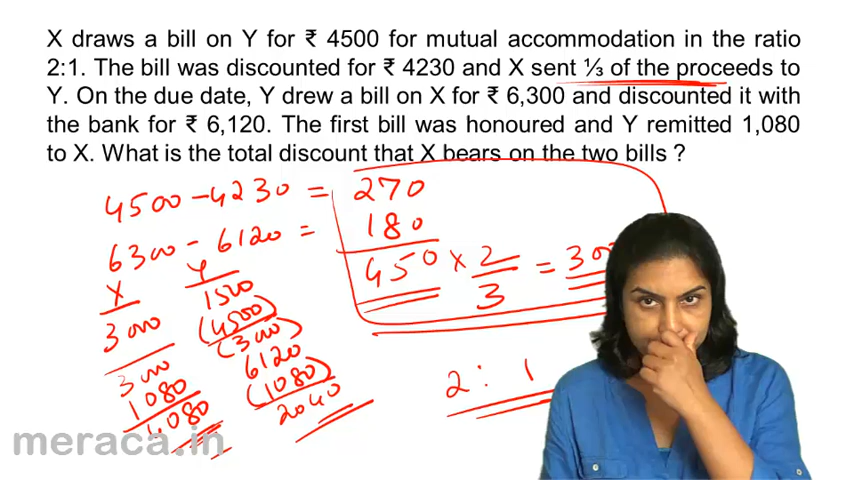 X draws a bill on Y for ₹ 4500 for mutual accommodation in the ratio
2:1. The bill was discounted for ₹ 4230 and X sent ⅓ of the proceeds to
Y. On the due date, Y drew a bill on X for ₹ 6,300 and discounted it with
the bank for ₹ 6,120. The first bill was honoured and Y remitted 1,080
to X. What is the total discount that X bears on the two bills ?
4500 - 4230 = 270
6300 - 6120 = 180
450 × 2/3 = 300
X Y
3000 1500
(4500)
(300)
300 6120
1080 (1080)
4080 2040
2 : 1
meraca.in